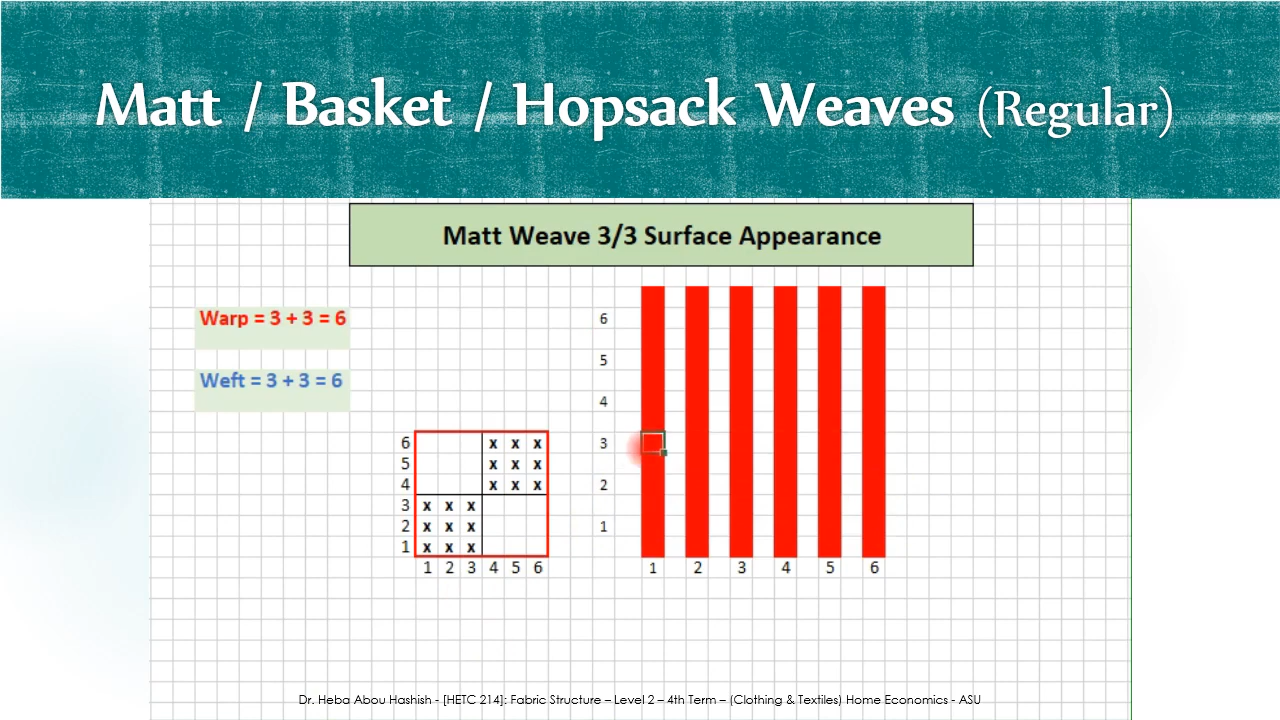 Matt / Basket / Hopsack Weaves (Regular)
Matt Weave 3/3 Surface Appearance
Warp = 3 + 3 = 6
Weft = 3 + 3 = 6
6 x x x
5 x x x
4 x x x
3 x x x
2 x x x
1 x x x
1 2 3 4 5 6
6
5
4
3
2
1
1 2 3 4 5 6
Dr. Heba Abou Hashish - [HETC 214]: Fabric Structure – Level 2 – 4th Term – (Clothing & Textiles) Home Economics - ASU